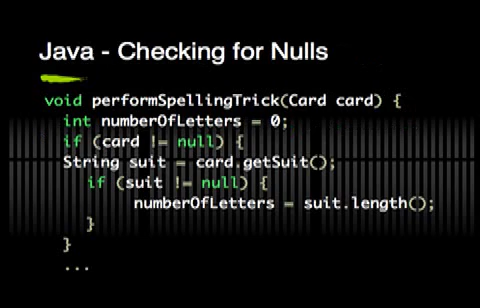 Java - Checking for Nulls
void performSpellingTrick(Card card) {
int numberOfLetters = 0;
if (card != null) {
String suit = card.getSuit();
if (suit != null) {
numberOfLetters = suit.length();
}
}
...